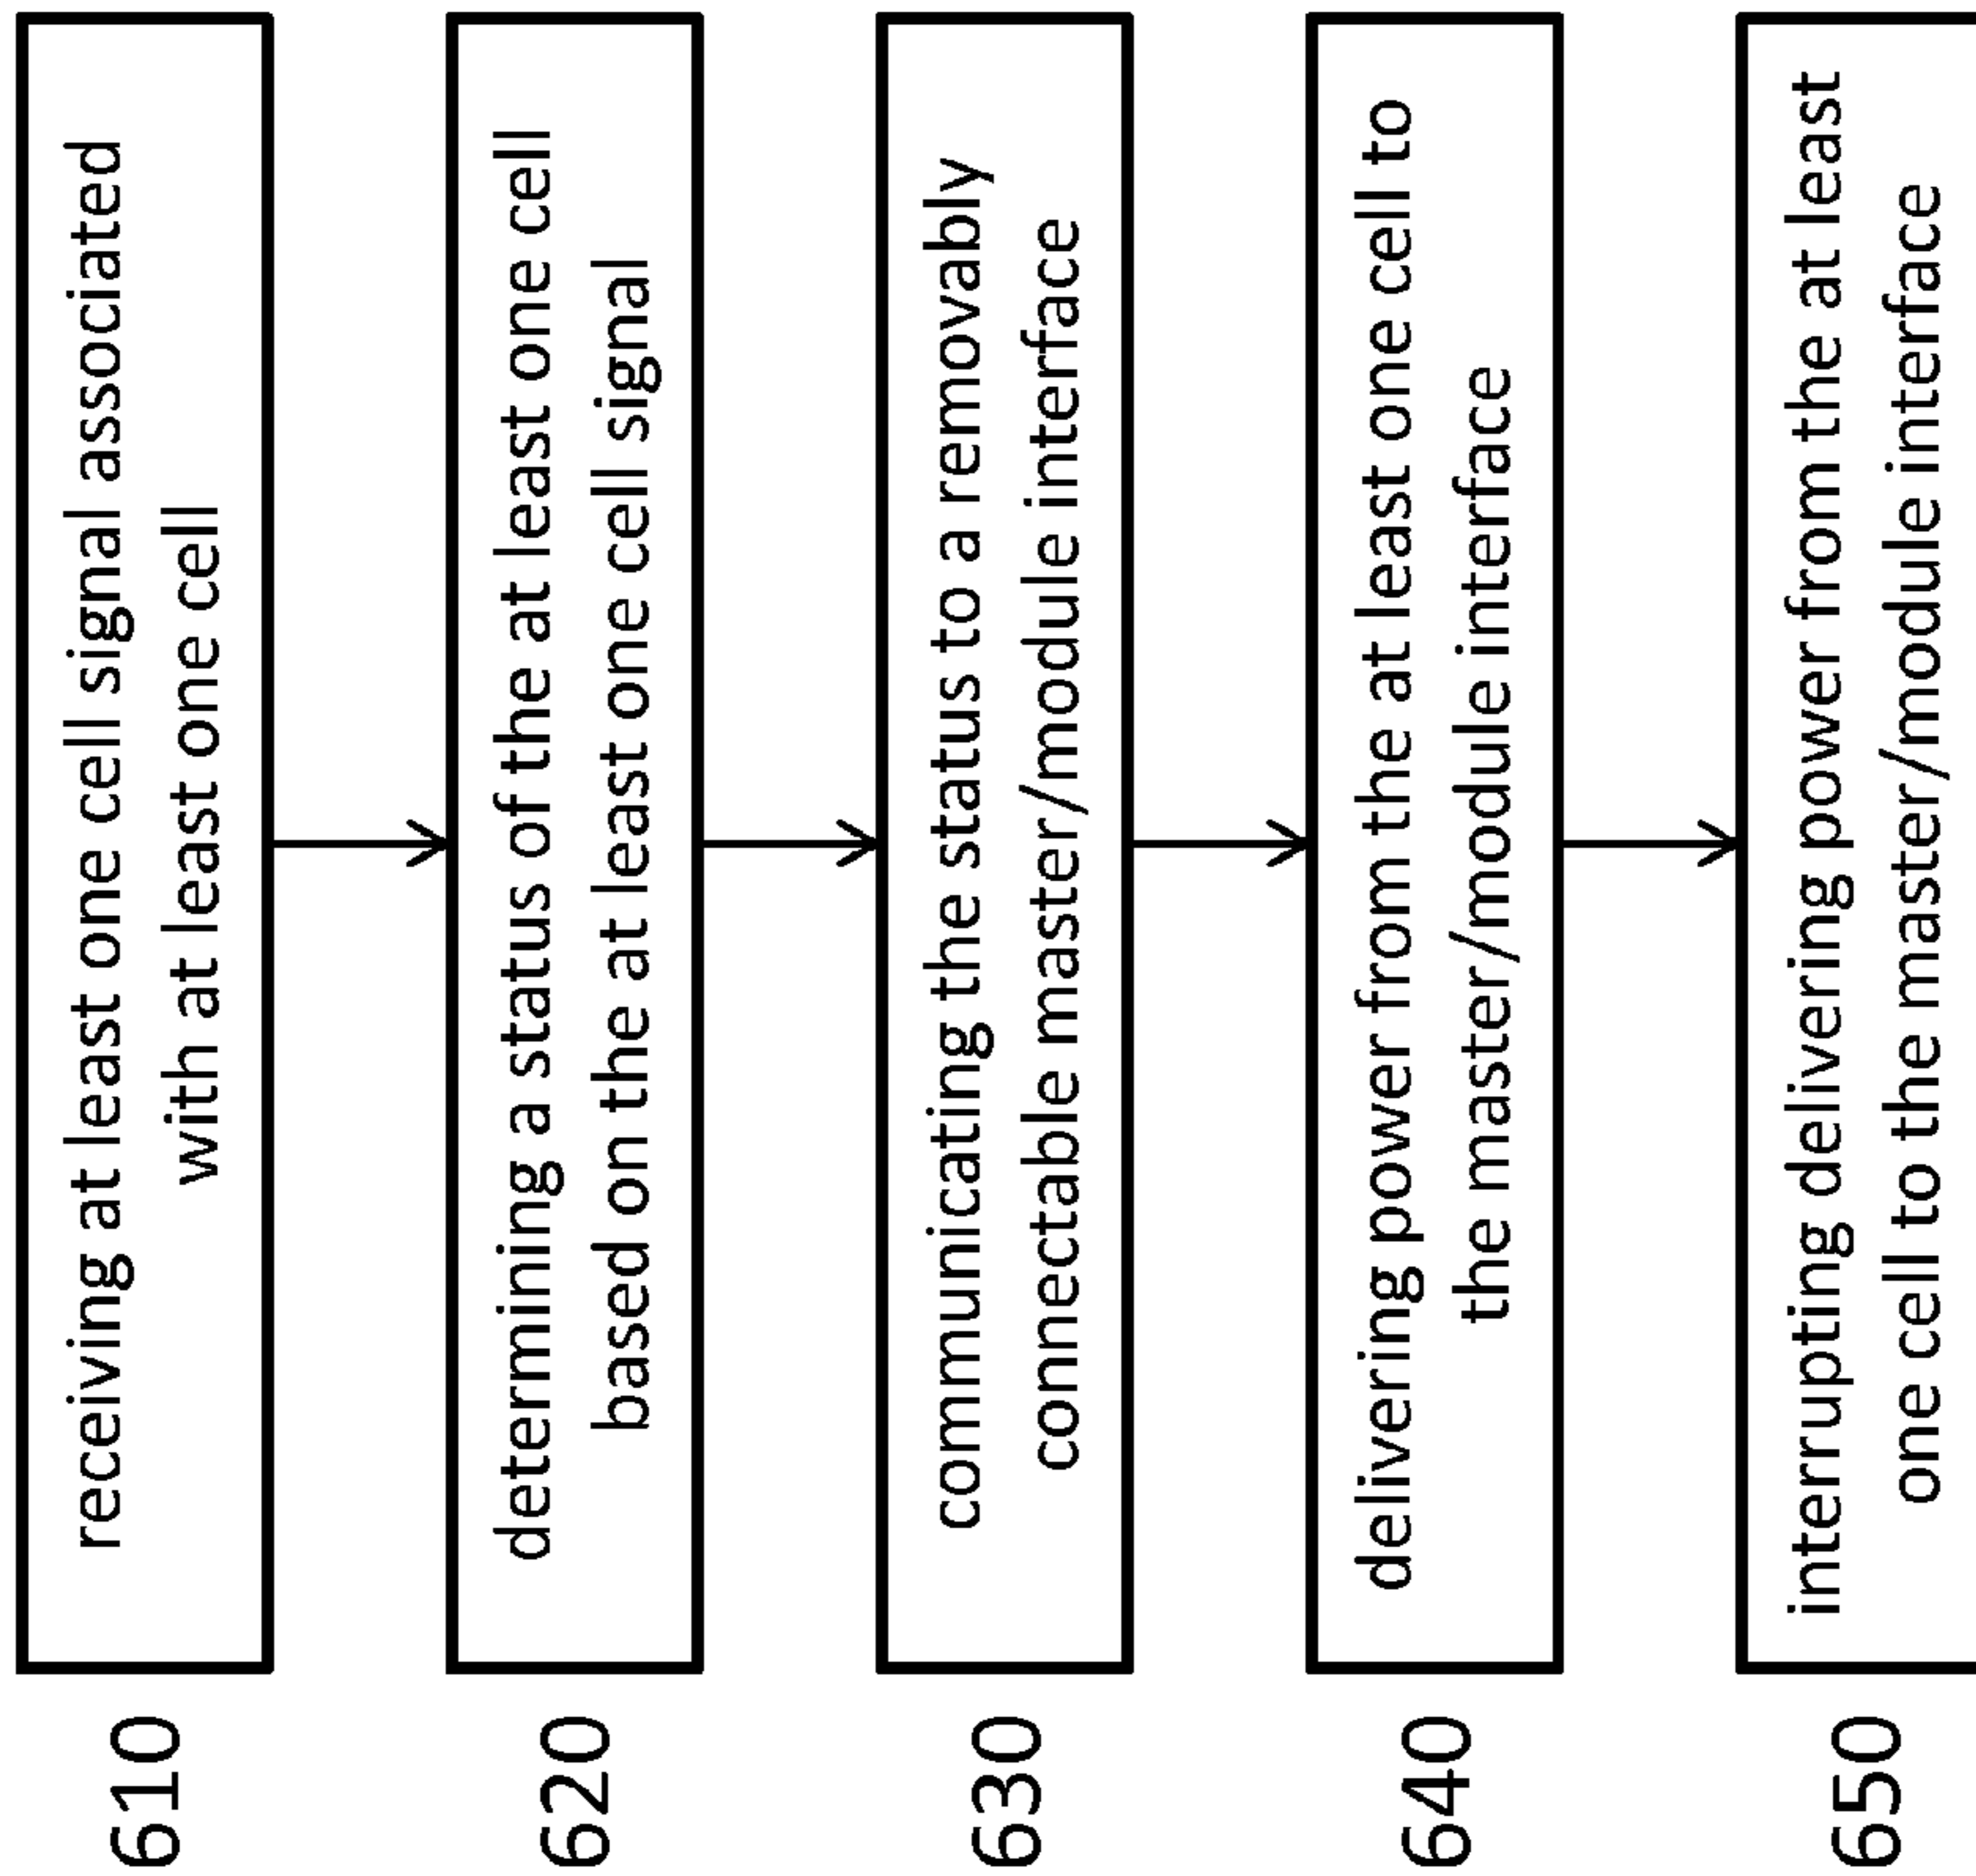 610
receiving at least one cell signal associated
with at least one cell
620
determining a status of the at least one cell
based on the at least one cell signal
630
communicating the status to a removably
connectable master/module interface
640
delivering power from the at least one cell to
the master/module interface
650
interrupting delivering power from the at least
one cell to the master/module interface